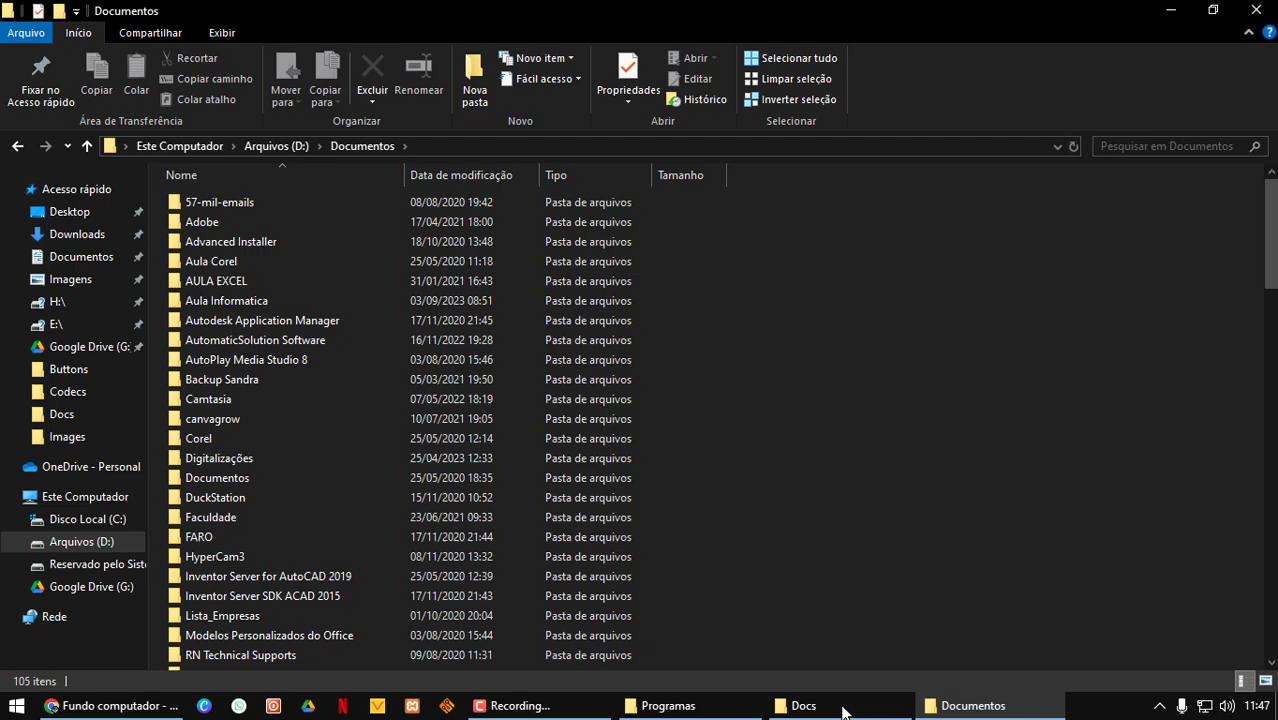 Documentos
Arquivo Início Compartilhar Exibir
Fixar no Acesso rápido
Copiar
Colar
Recortar
Copiar caminho
Colar atalho
Área de Transferência
Mover para
Copiar para
Excluir
Renomear
Organizar
Nova pasta
Novo item
Fácil acesso
Novo
Propriedades
Abrir
Editar
Histórico
Abrir
Selecionar tudo
Limpar seleção
Inverter seleção
Selecionar
Este Computador > Arquivos (D:) > Documentos >
Pesquisar em Documentos
Acesso rápido
Desktop
Downloads
Documentos
Imagens
H:\
E:\
Google Drive (G:
Buttons
Codecs
Docs
Images
OneDrive - Personal
Este Computador
Disco Local (C:)
Arquivos (D:)
Reservado pelo Siste
Google Drive (G:)
Rede
Nome Data de modificação Tipo Tamanho
57-mil-emails 08/08/2020 19:42 Pasta de arquivos
Adobe 17/04/2021 18:00 Pasta de arquivos
Advanced Installer 18/10/2020 13:48 Pasta de arquivos
Aula Corel 25/05/2020 11:18 Pasta de arquivos
AULA EXCEL 31/01/2021 16:43 Pasta de arquivos
Aula Informatica 03/09/2023 08:51 Pasta de arquivos
Autodesk Application Manager 17/11/2020 21:45 Pasta de arquivos
AutomaticSolution Software 16/11/2022 19:28 Pasta de arquivos
AutoPlay Media Studio 8 03/08/2020 15:46 Pasta de arquivos
Backup Sandra 05/03/2021 19:50 Pasta de arquivos
Camtasia 07/05/2022 18:19 Pasta de arquivos
canvagrow 10/07/2021 19:05 Pasta de arquivos
Corel 25/05/2020 12:14 Pasta de arquivos
Digitalizações 25/04/2023 12:33 Pasta de arquivos
Documentos 25/05/2020 18:35 Pasta de arquivos
DuckStation 15/11/2020 10:52 Pasta de arquivos
Faculdade 23/06/2021 09:33 Pasta de arquivos
FARO 17/11/2020 21:44 Pasta de arquivos
HyperCam3 08/11/2020 13:32 Pasta de arquivos
Inventor Server for AutoCAD 2019 25/05/2020 12:39 Pasta de arquivos
Inventor Server SDK ACAD 2015 17/11/2020 21:43 Pasta de arquivos
Lista_Empresas 01/10/2020 20:04 Pasta de arquivos
Modelos Personalizados do Office 03/08/2020 15:44 Pasta de arquivos
RN Technical Supports 09/08/2020 11:31 Pasta de arquivos
105 itens
Fundo computador - ... Recording... Programas Docs Documentos 11:47